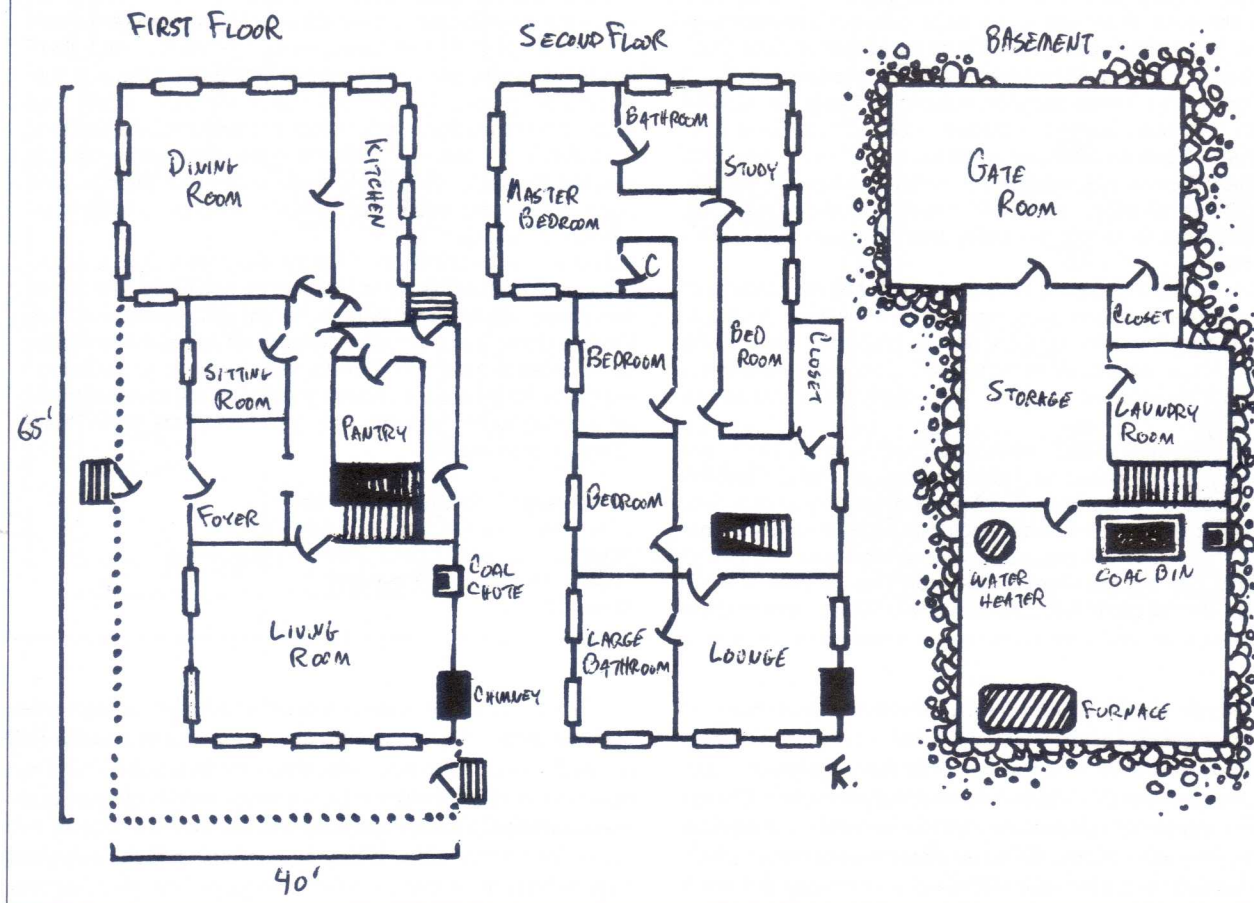 FIRST FLOOR
DINING
ROOM
KITCHEN
SITTING
ROOM
PANTRY
FOYER
COAL
CHUTE
LIVING
ROOM
CHIMNEY
65'
40'
SECOND FLOOR
BATHROOM
STUDY
MASTER
BEDROOM
C
BEDROOM
BED
ROOM
CLOSET
BEDROOM
LARGE
BATHROOM
LOUNGE
TK.
BASEMENT
GATE
ROOM
CLOSET
STORAGE
LAUNDRY
ROOM
WATER
HEATER
COAL BIN
FURNACE